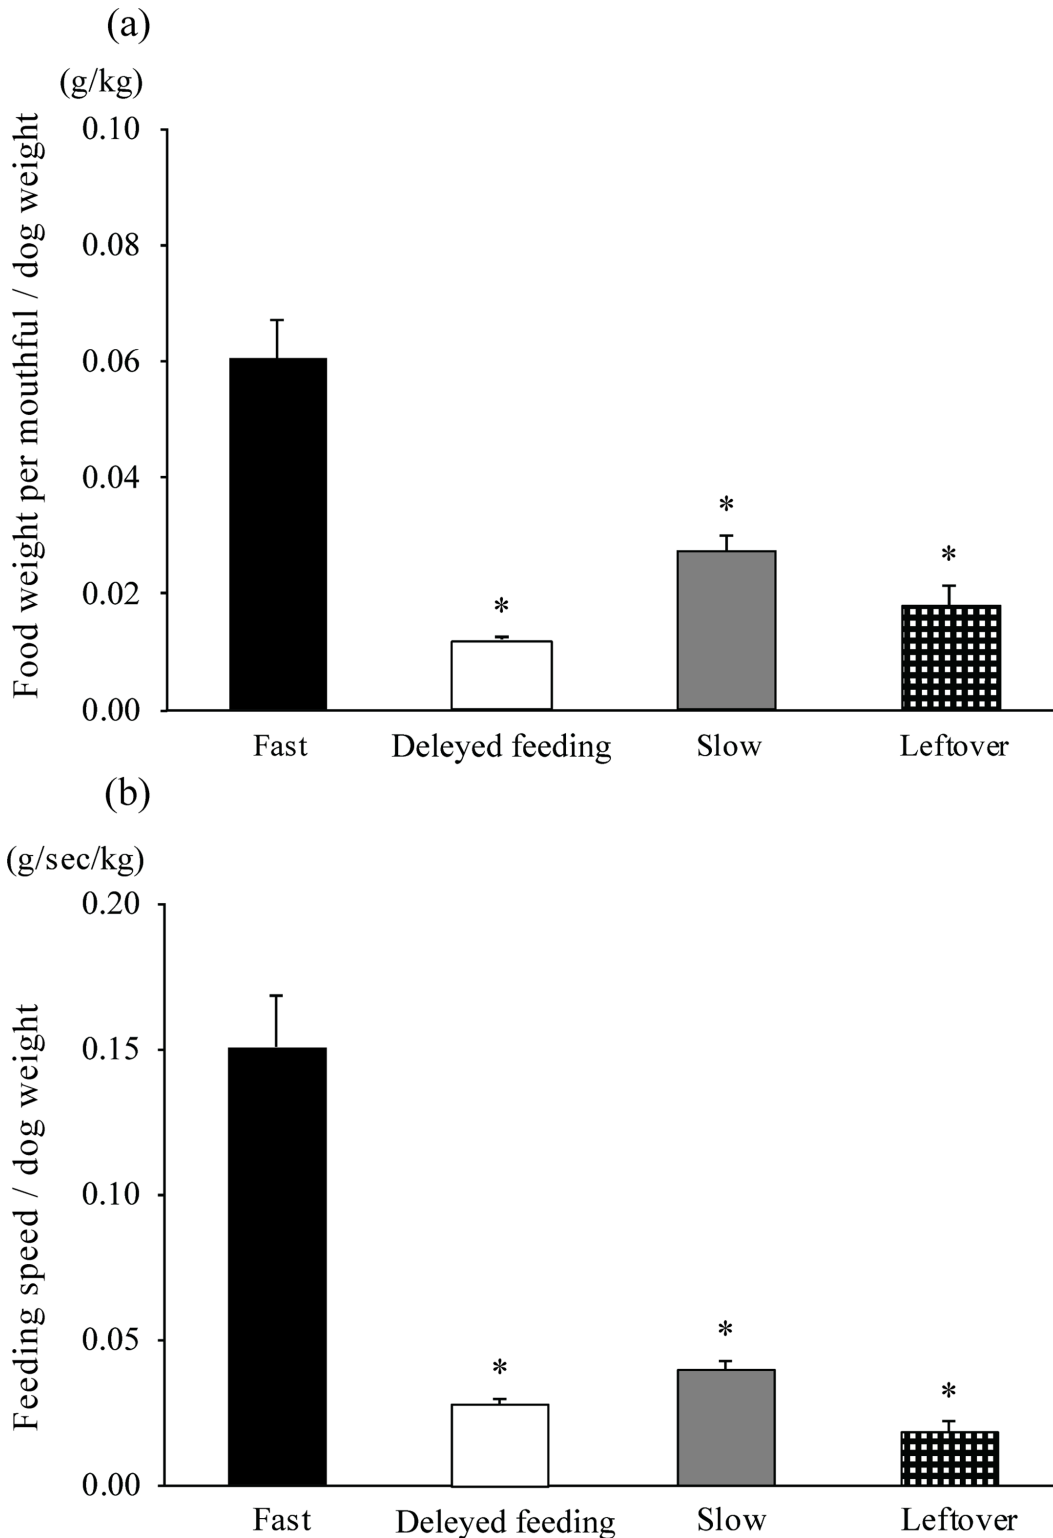 (a)
(g/kg)
Food weight per mouthful / dog weight
0.10
0.08
0.06
0.04
0.02
0.00
*
*
*
Fast Deleyed feeding Slow Leftover
(b)
(g/sec/kg)
Feeding speed / dog weight
0.20
0.15
0.10
0.05
0.00
*
*
*
Fast Deleyed feeding Slow Leftover